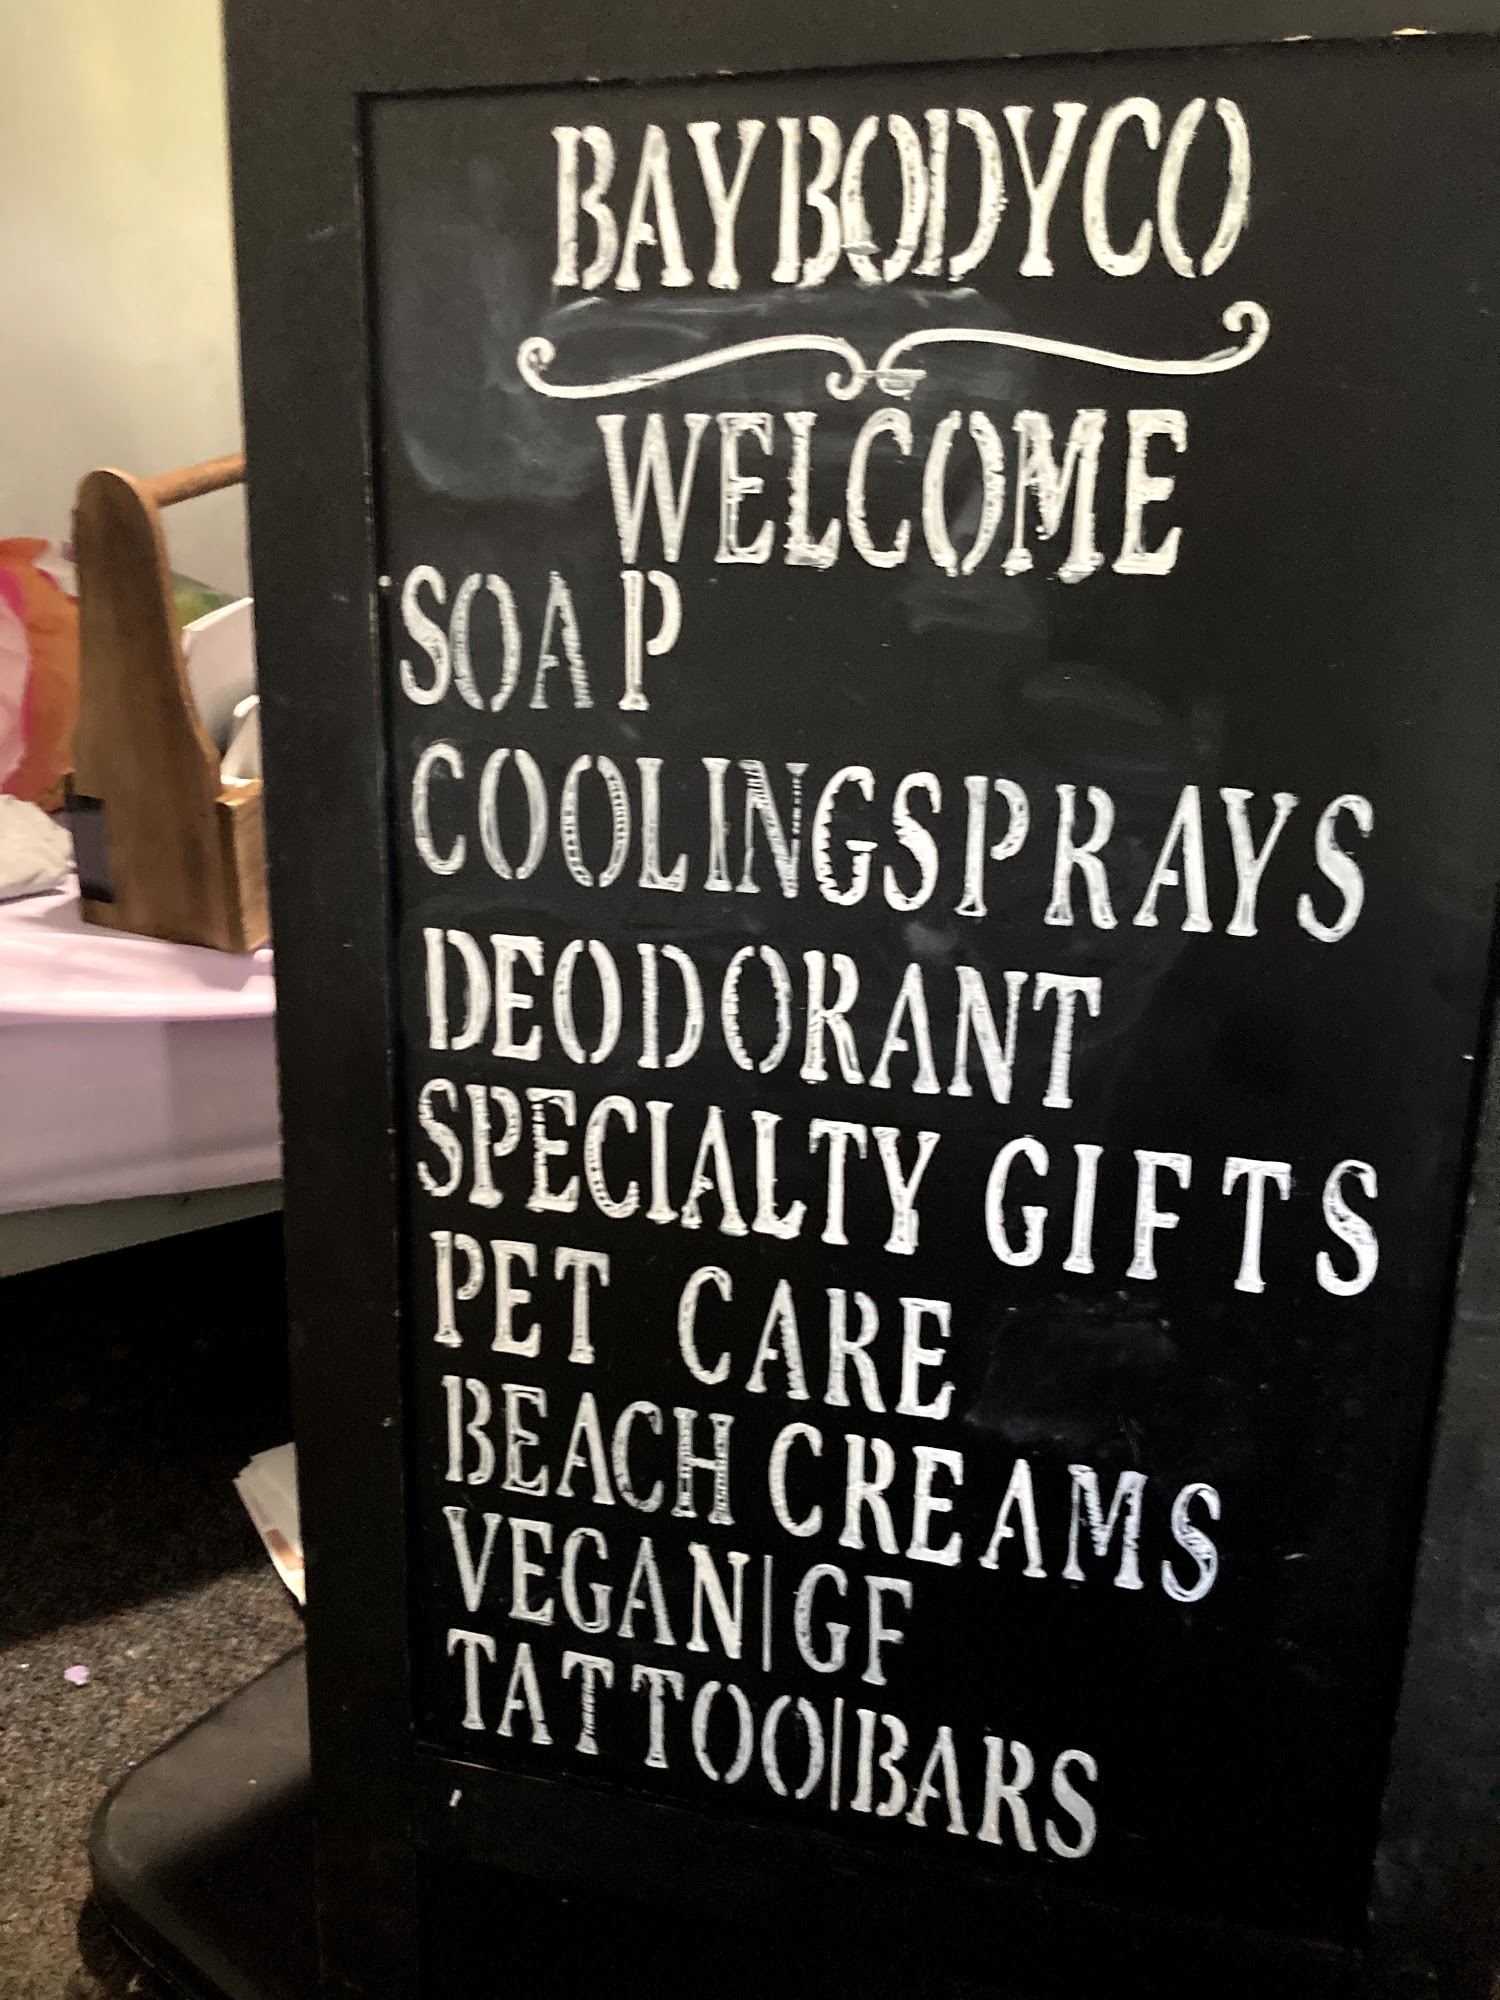 BAYBODYCO
WELCOME
SOAP
COOLINGSPRAYS
DEODORANT
SPECIALTY GIFTS
PET CARE
BEACH CREAMS
VEGAN|GF
TATTOO|BARS